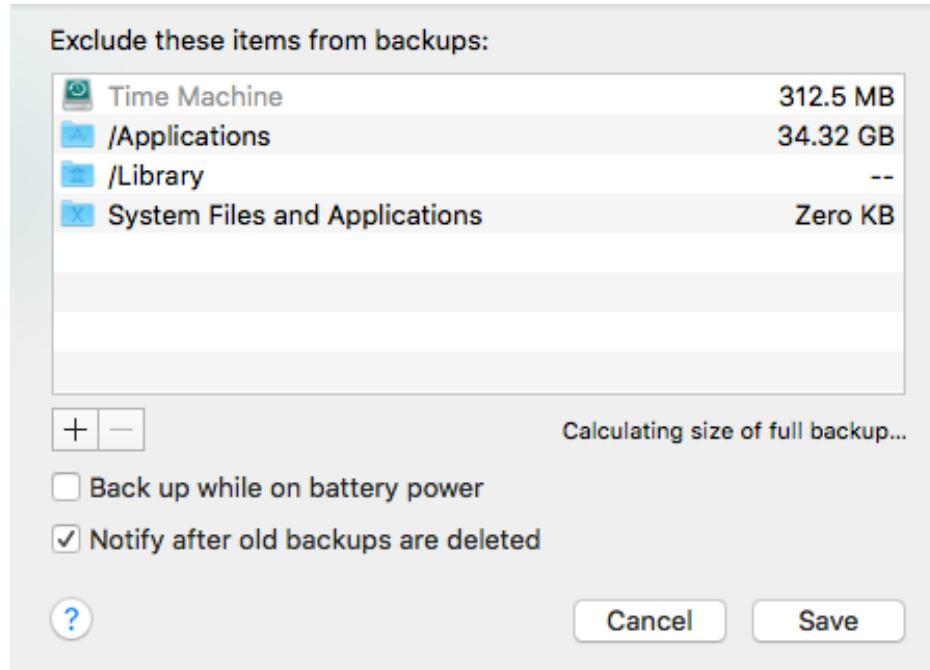 Exclude these items from backups:
Time Machine 312.5 MB
/Applications 34.32 GB
/Library --
System Files and Applications Zero KB
+ — Calculating size of full backup...
Back up while on battery power
Notify after old backups are deleted
? Cancel Save